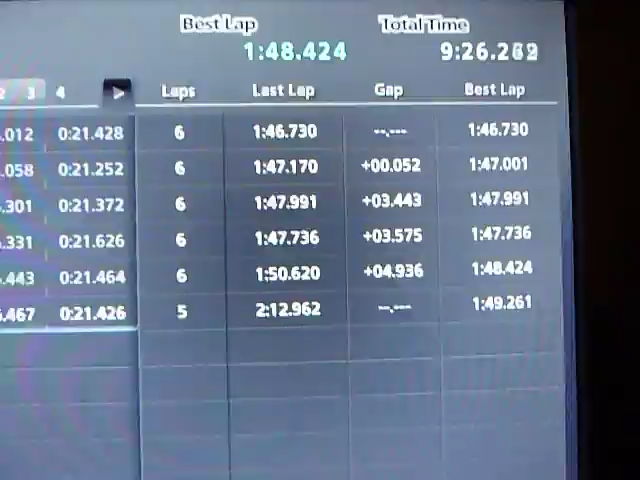 Best Lap Total Time
1:48.424
2 3 4 Laps Last Lap Gap Best Lap
.012 0:21.428 6 1:46.730 --.--- 1:46.730
.058 0:21.252 6 1:47.170 +00.052 1:47.001
.301 0:21.372 6 1:47.991 +03.443 1:47.991
.331 0:21.626 6 1:47.736 +03.575 1:47.736
.443 0:21.464 6 1:50.620 +04.936 1:48.424
.467 0:21.426 5 2:12.962 --.--- 1:49.261